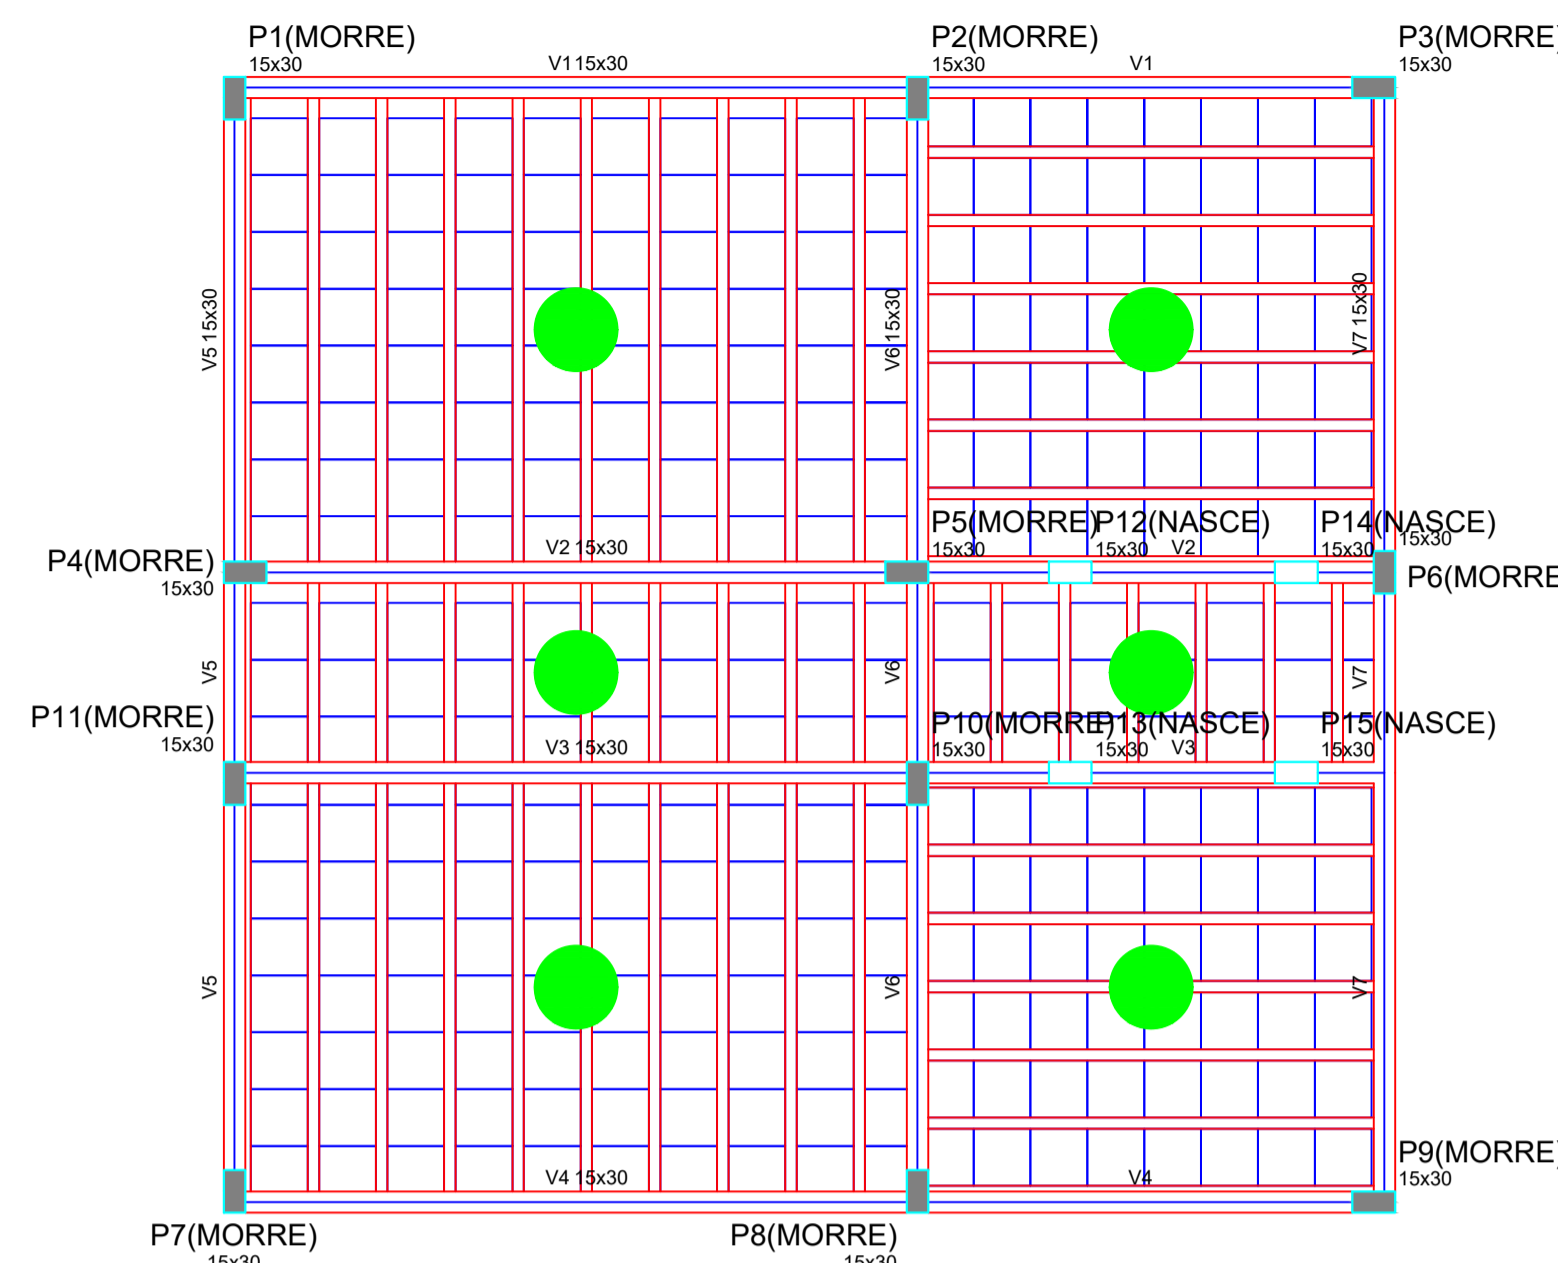 P1(MORRE)
15x30
V1 15x30
P2(MORRE)
15x30
V1
P3(MORRE)
15x30
V5 15x30
V6 15x30
V7 15x30
P4(MORRE)
15x30
V2 15x30
P5(MORRE)
15x30
P12(NASCE)
15x30
V2
P14(NASCE)
15x30
15x30
P6(MORRE
V5
V6
V7
P11(MORRE)
15x30
V3 15x30
P10(MORRE)
15x30
P13(NASCE)
15x30
V3
P15(NASCE)
15x30
V5
V6
V7
V4 15x30
V4
P9(MORRE)
15x30
P7(MORRE)
15x30
P8(MORRE)
15x30